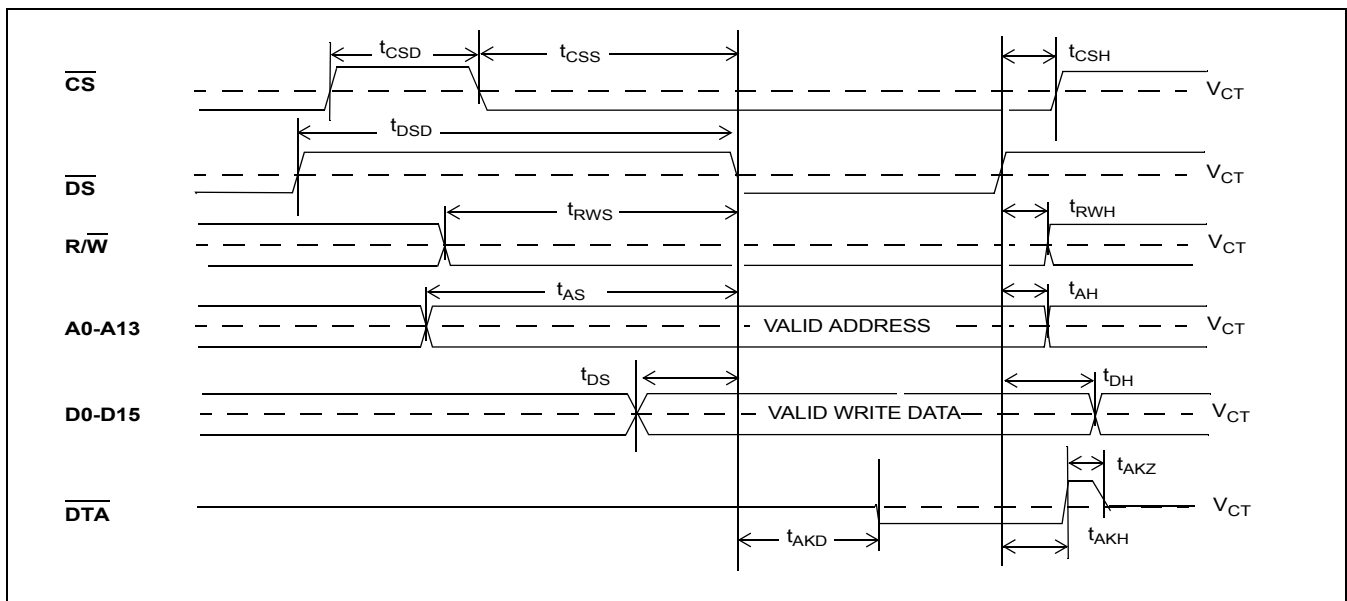 tCSD
tCSS
tCSH
CS
VCT
tDSD
DS
VCT
tRWS
tRWH
R/W
VCT
tAS
tAH
A0-A13
VALID ADDRESS
VCT
tDS
tDH
D0-D15
VALID WRITE DATA
VCT
tAKZ
DTA
VCT
tAKD
tAKH